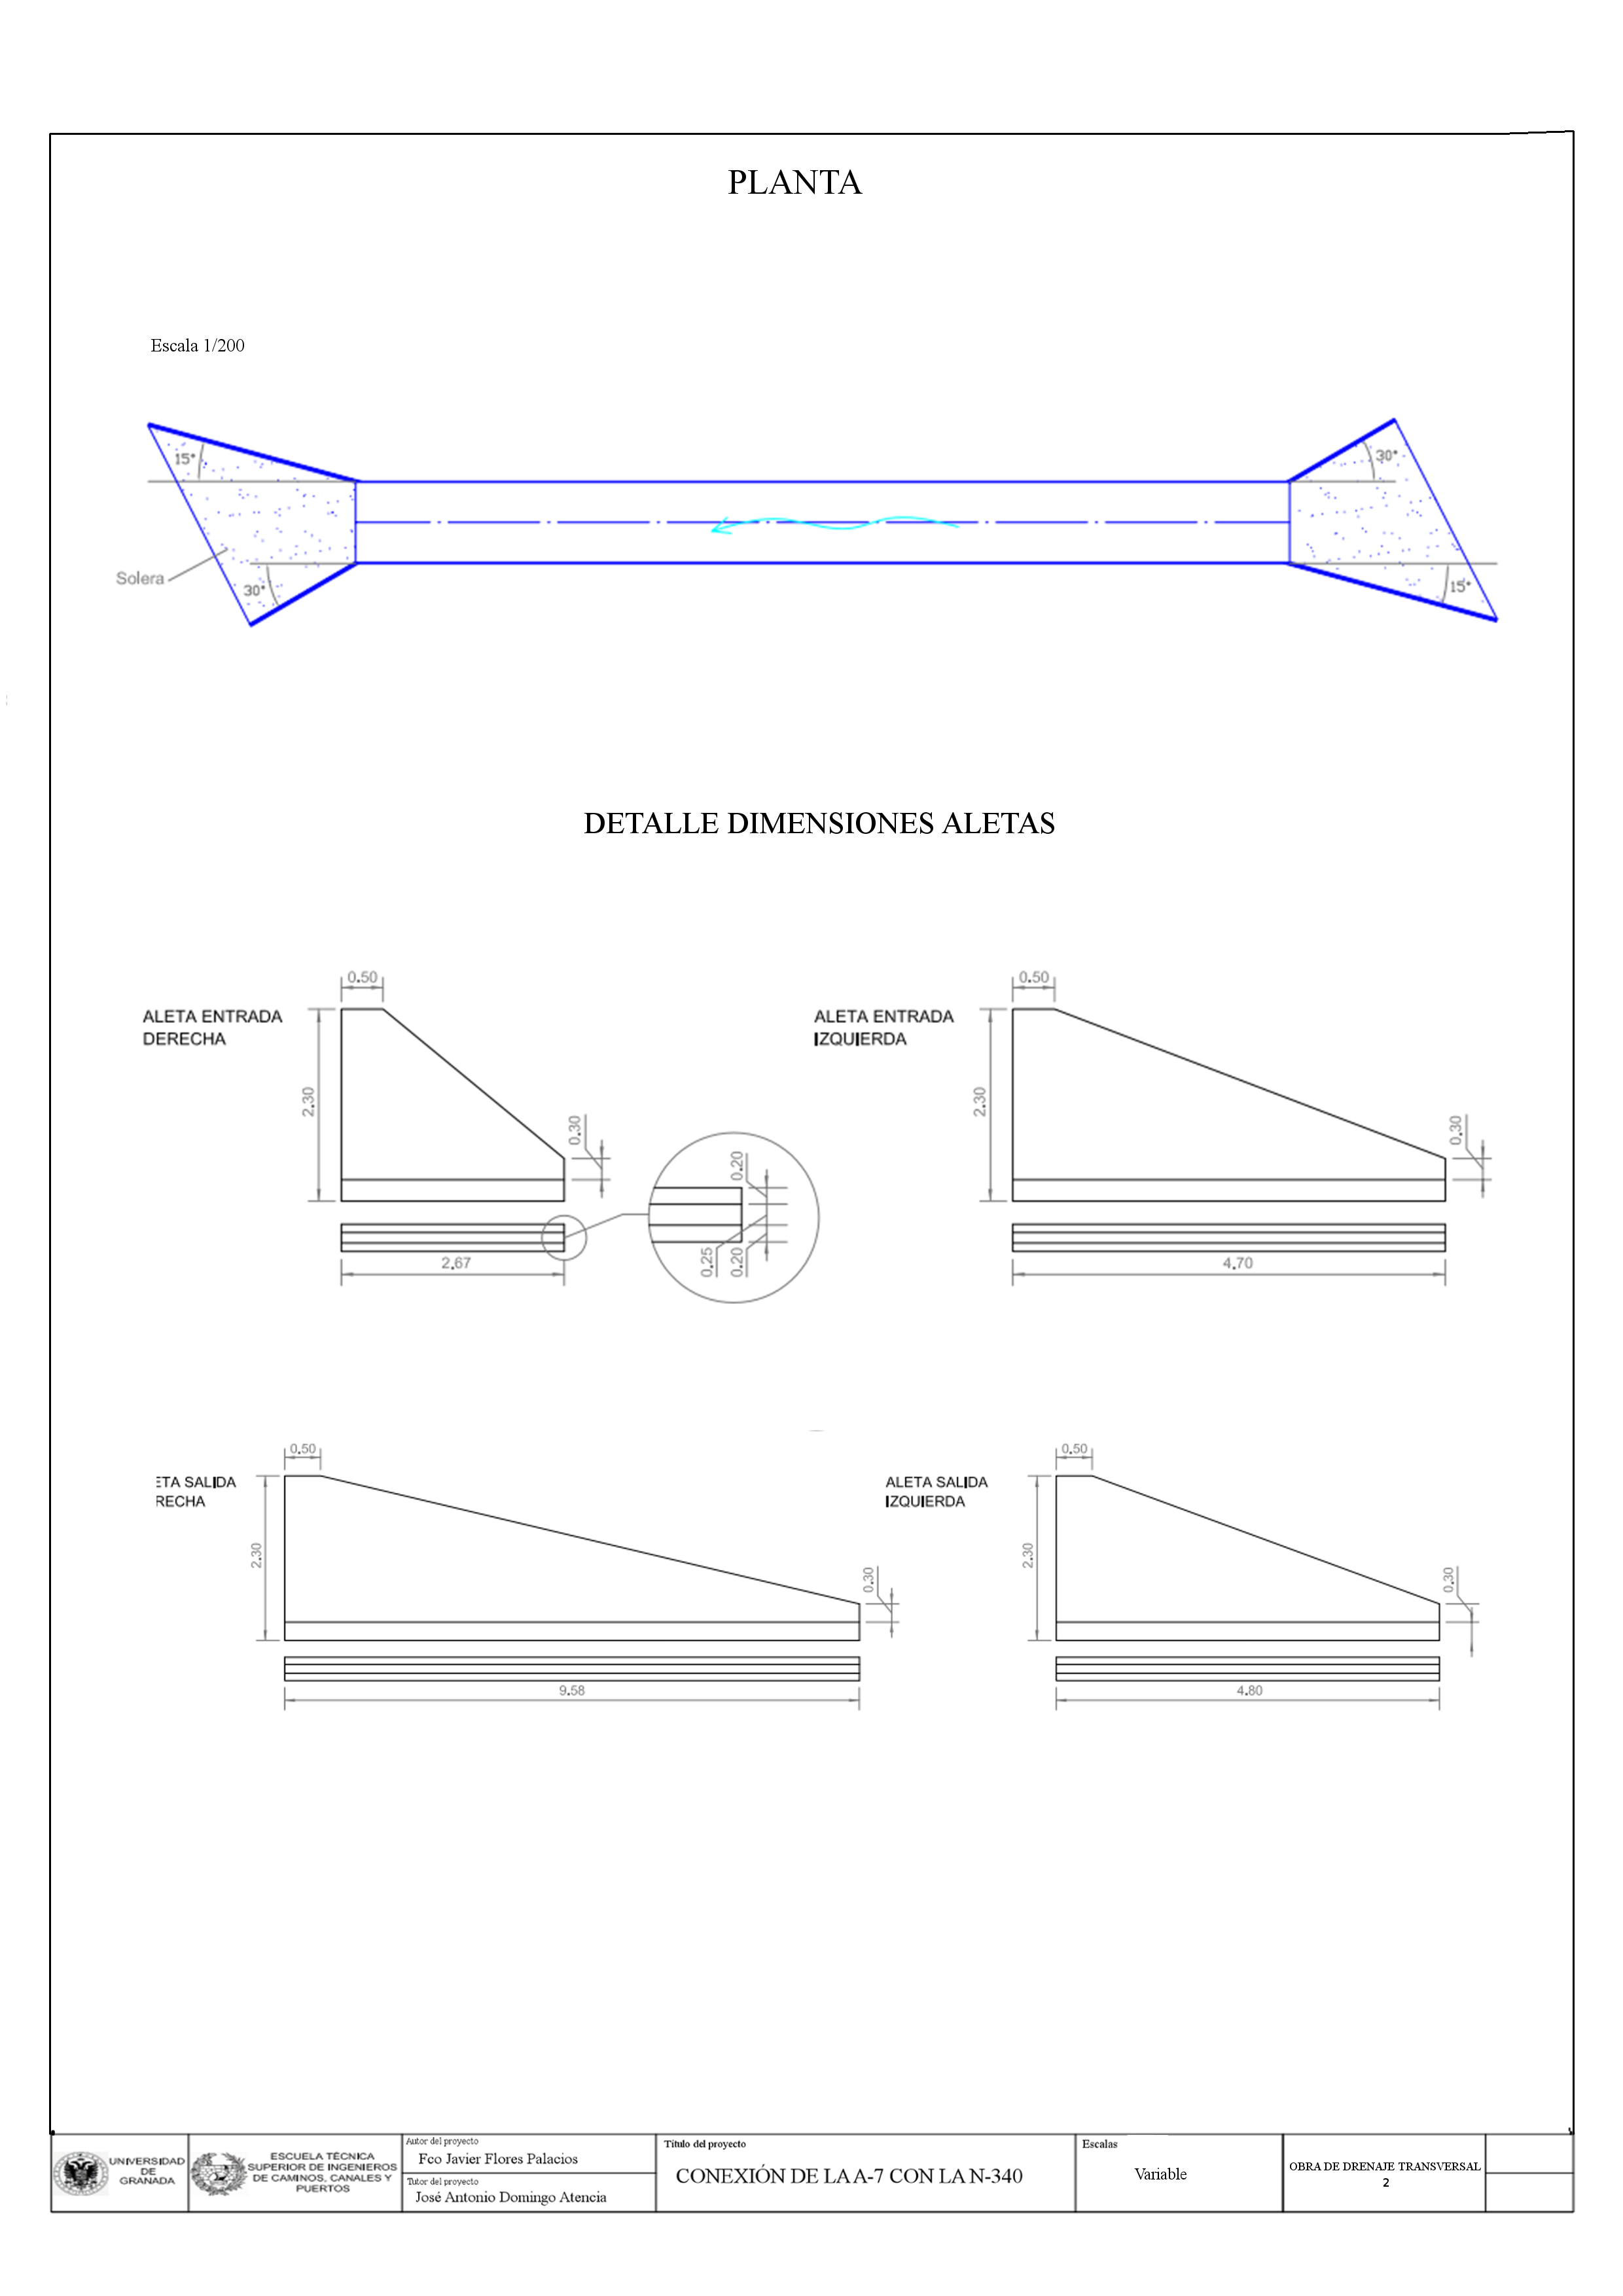 PLANTA
Escala 1/200
15°
30°
Solera
30°
15°
DETALLE DIMENSIONES ALETAS
0.50
ALETA ENTRADA
DERECHA
2.30
0.30
0.20
0.25
0.20
2.67
0.50
ALETA ENTRADA
IZQUIERDA
2.30
0.30
4.70
0.50
ETA SALIDA
RECHA
2.30
0.30
9.58
0.50
ALETA SALIDA
IZQUIERDA
2.30
0.30
4.80
UNIVERSIDAD
DE
GRANADA
ESCUELA TÉCNICA
SUPERIOR DE INGENIEROS
DE CAMINOS, CANALES Y
PUERTOS
Autor del proyecto
Fco Javier Flores Palacios
Tutor del proyecto
José Antonio Domingo Atencia
Título del proyecto
CONEXIÓN DE LA A-7 CON LA N-340
Escalas
Variable
OBRA DE DRENAJE TRANSVERSAL
2